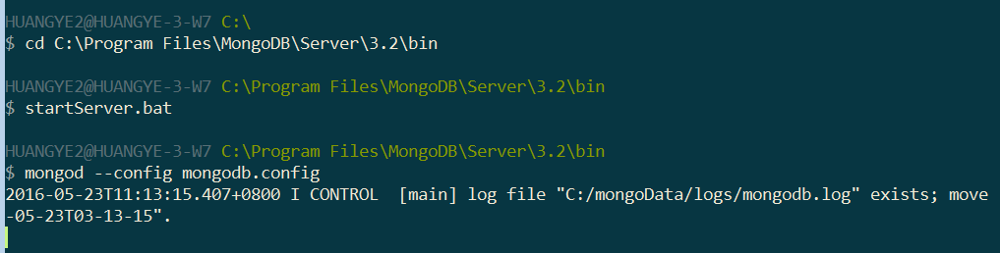 HUANGYE2@HUANGYE-3-W7 C:\
$ cd C:\Program Files\MongoDB\Server\3.2\bin
HUANGYE2@HUANGYE-3-W7 C:\Program Files\MongoDB\Server\3.2\bin
$ startServer.bat
HUANGYE2@HUANGYE-3-W7 C:\Program Files\MongoDB\Server\3.2\bin
$ mongod --config mongodb.config
2016-05-23T11:13:15.407+0800 I CONTROL  [main] log file "C:/mongoData/logs/mongodb.log" exists; move
-05-23T03-13-15".